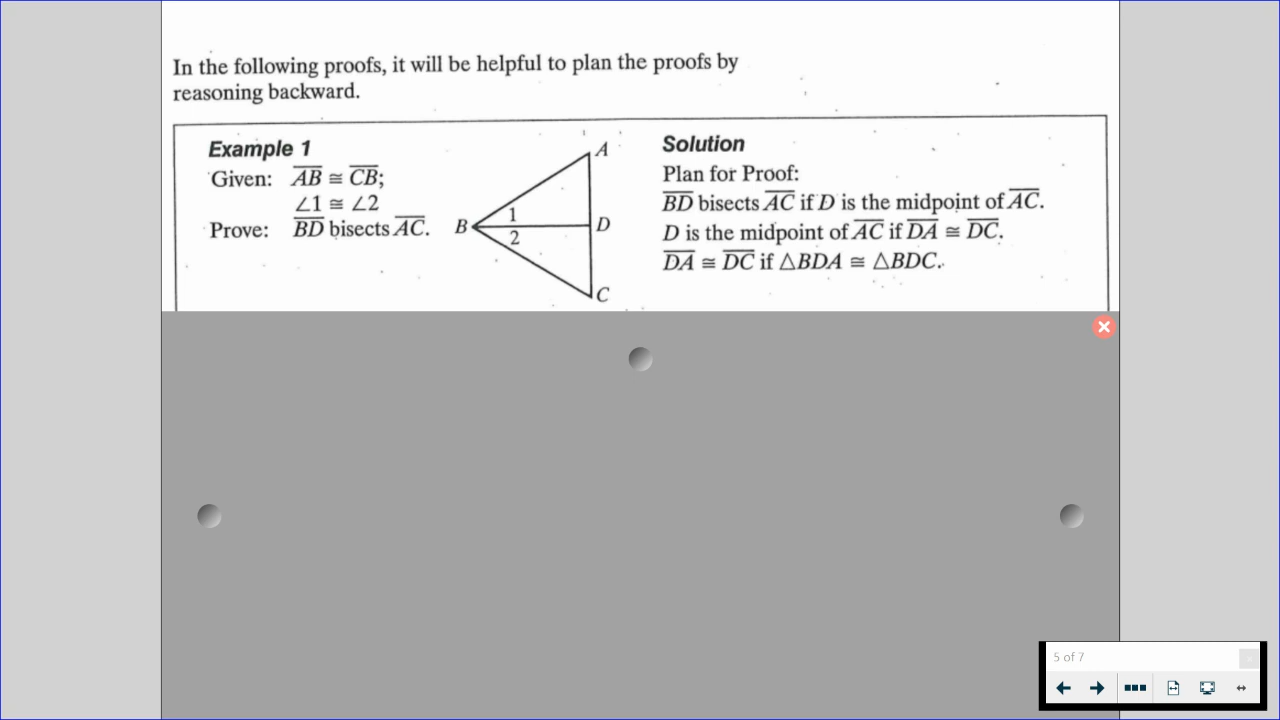 In the following proofs, it will be helpful to plan the proofs by
reasoning backward.
Example 1
Given: AB ≅ CB;
∠1 ≅ ∠2
Prove: BD bisects AC.
A
B
1
2
D
C
Solution
Plan for Proof:
BD bisects AC if D is the midpoint of AC.
D is the midpoint of AC if DA ≅ DC.
DA ≅ DC if △BDA ≅ △BDC.
5 of 7